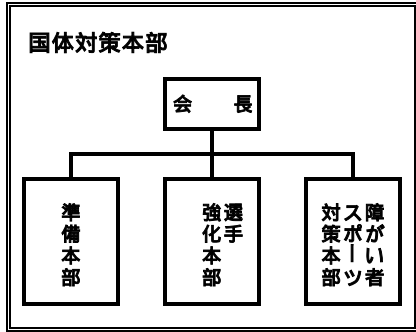 国体対策本部
会　長
準備本部
選手
強化本部
障がい者
スポーツ
対策本部